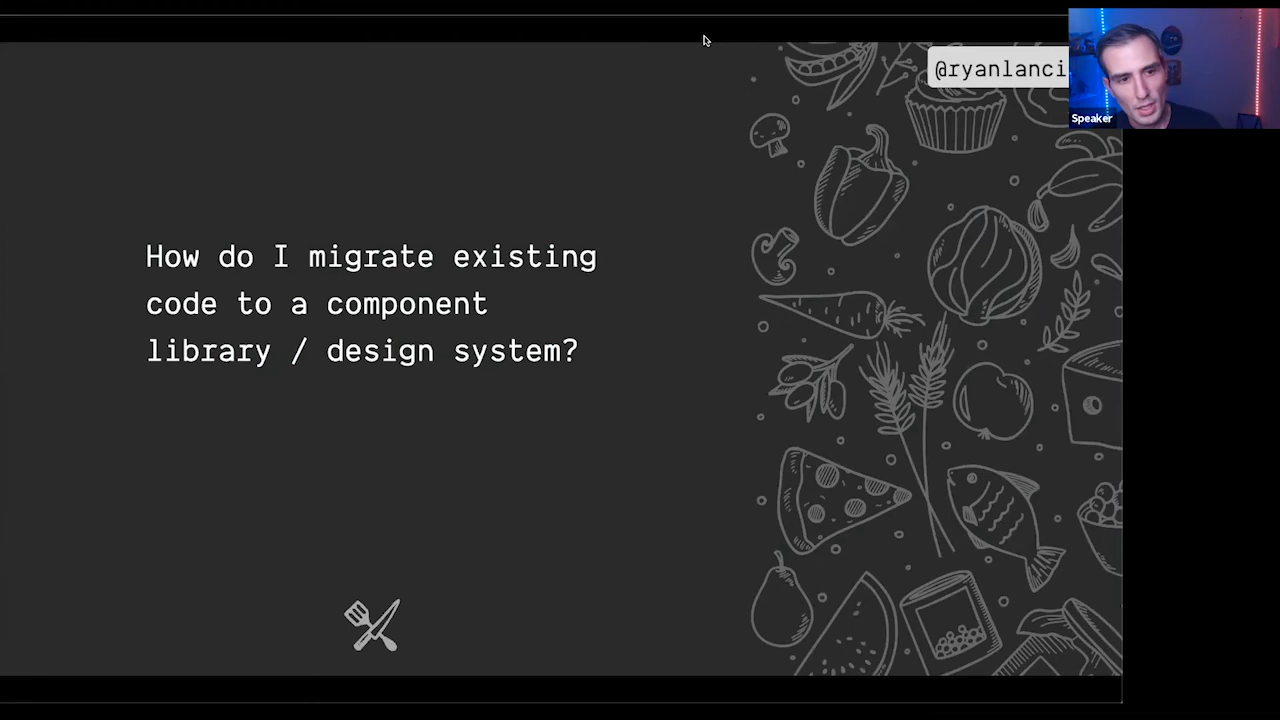 @ryanlanci
Speaker
How do I migrate existing
code to a component
library / design system?